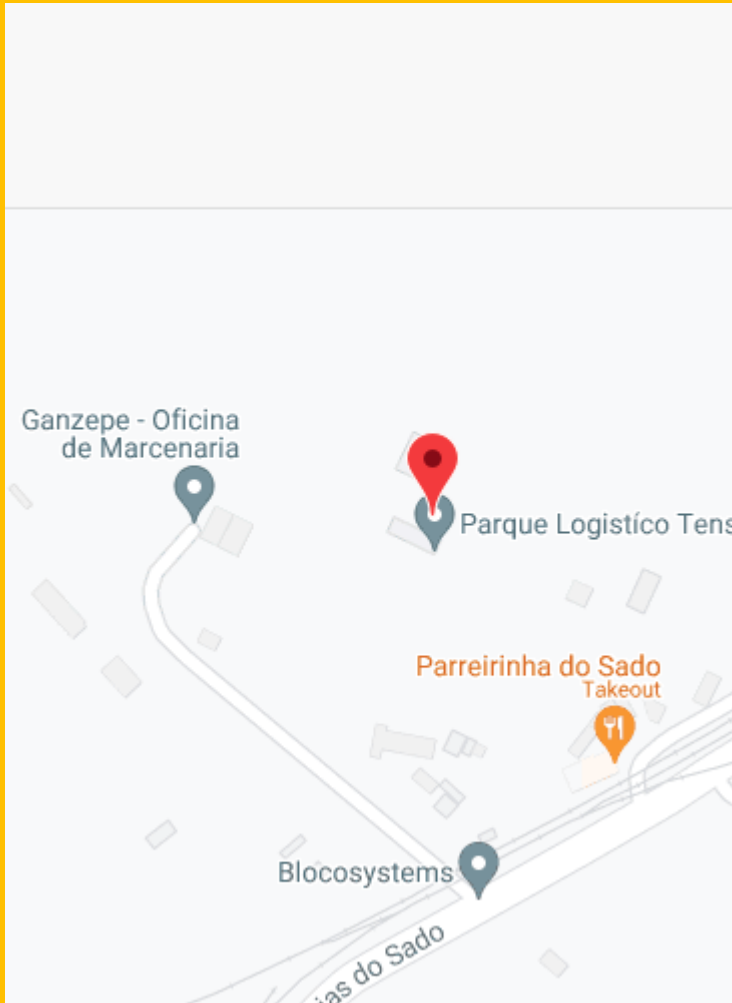 Ganzepe - Oficina
de Marcenaria
Parque Logistíco Tens
Parreirinha do Sado
Takeout
Blocosystems
ias do Sado